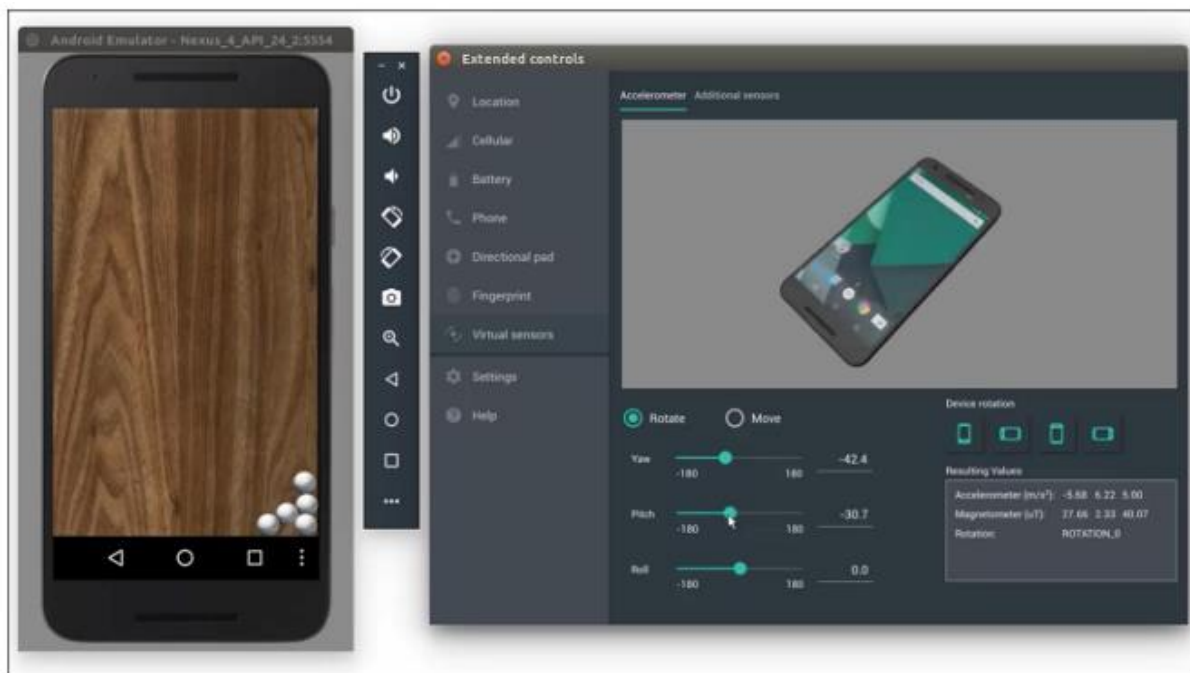 Android Emulator - Nexus_4_API_24_2:5554
Extended controls
Location
Cellular
Battery
Phone
Directional pad
Fingerprint
Virtual sensors
Settings
Help
Accelerometer Additional sensors
Rotate Move
Yaw -180 180 -42.4
Pitch -180 180 -30.7
Roll -180 180 0.0
Device rotation
Resulting Values
Accelerometer (m/s²): -5.68 6.22 5.00
Magnetometer (uT): 27.66 2.33 40.07
Rotation: ROTATION_0